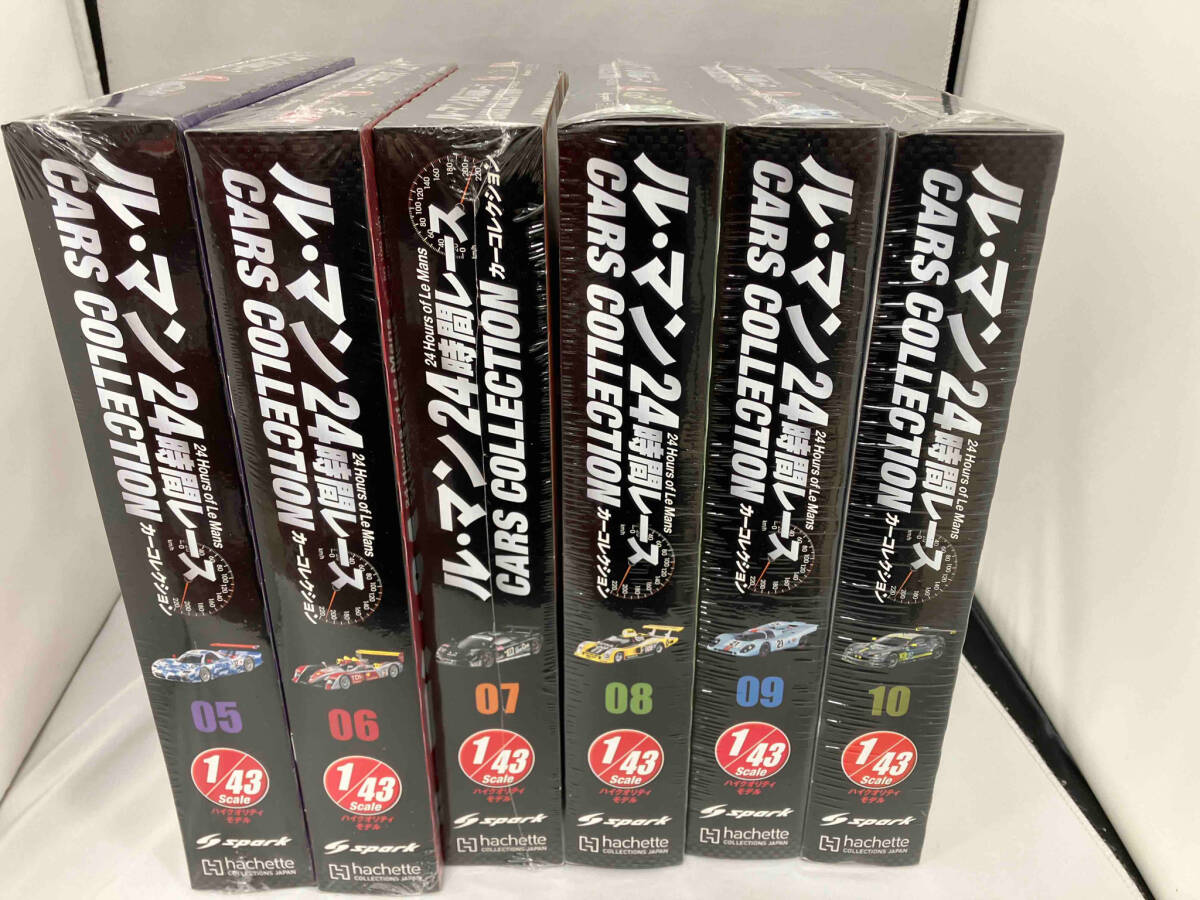 ル・マン24時間レース
CARS COLLECTION カーコレクション
05
1/43
Scale
ハイクオリティ
モデル
spark
hachette
COLLECTIONS JAPAN
ル・マン24時間レース
24 Hours of Le Mans
CARS COLLECTION カーコレクション
06
1/43
Scale
ハイクオリティ
モデル
spark
hachette
COLLECTIONS JAPAN
ル・マン24時間レース
24 Hours of Le Mans
CARS COLLECTION カーコレクション
07
1/43
Scale
ハイクオリティ
モデル
spark
hachette
COLLECTIONS JAPAN
ル・マン24時間レース
24 Hours of Le Mans
CARS COLLECTION カーコレクション
08
1/43
Scale
ハイクオリティ
モデル
spark
hachette
COLLECTIONS JAPAN
ル・マン24時間レース
24 Hours of Le Mans
CARS COLLECTION カーコレクション
21
09
1/43
Scale
ハイクオリティ
モデル
spark
hachette
COLLECTIONS JAPAN
ル・マン24時間レース
24 Hours of Le Mans
CARS COLLECTION カーコレクション
10
1/43
Scale
ハイクオリティ
モデル
spark
hachette
COLLECTIONS JAPAN